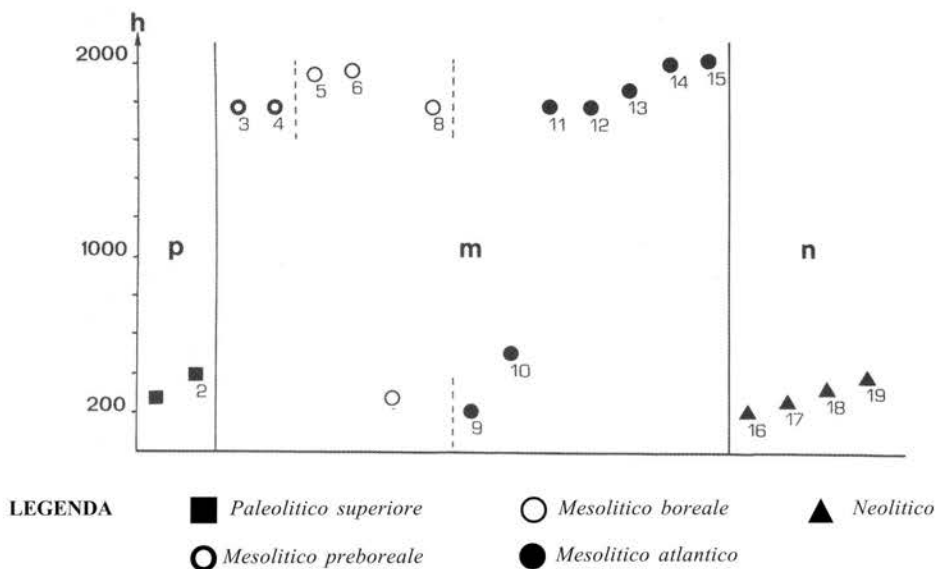 h
2000
5
6
3
4
8
11
12
13
14
15
1000
p
m
n
2
10
200
9
16
17
18
19
LEGENDA
Paleolitico superiore
Mesolitico boreale
Neolitico
Mesolitico preboreale
Mesolitico atlantico